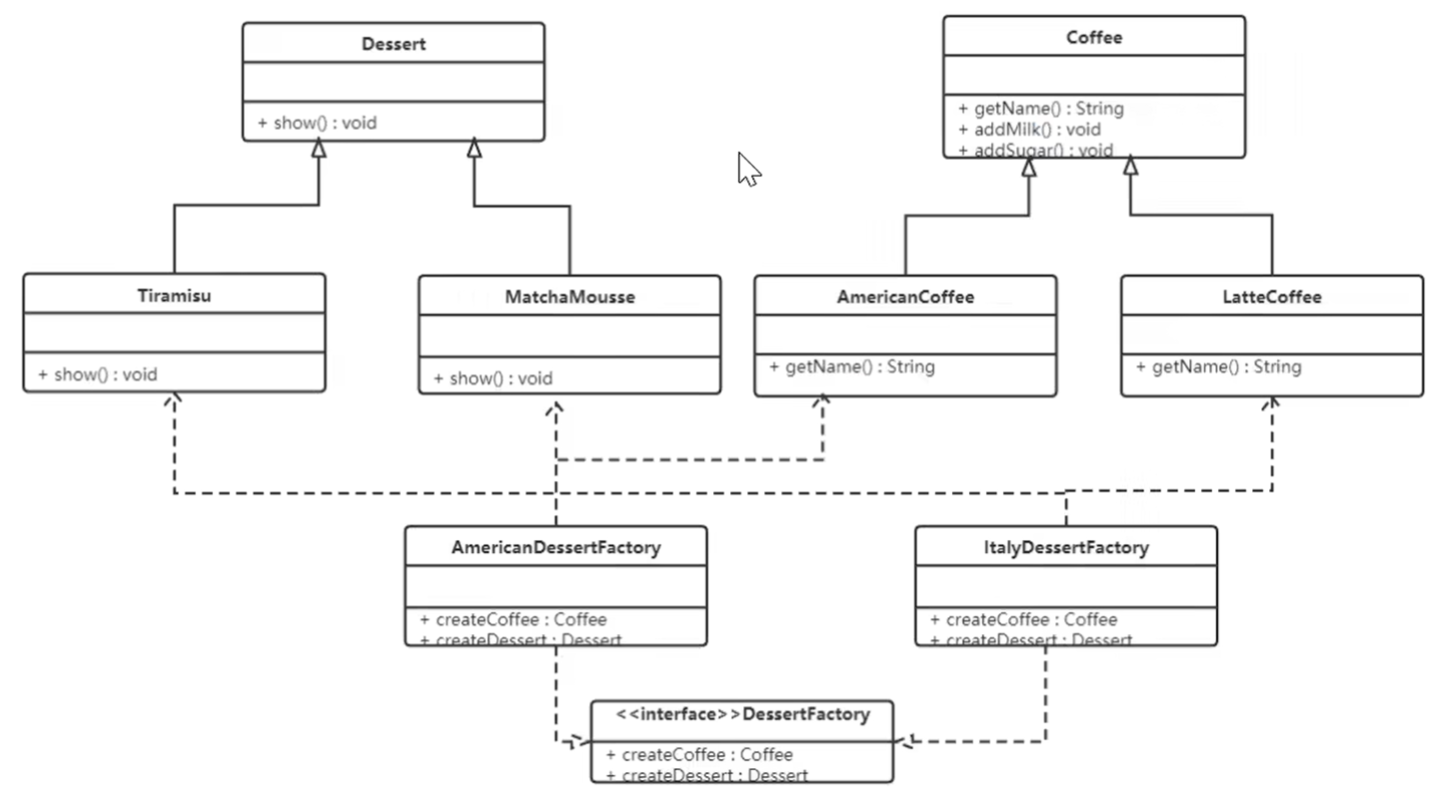 Dessert
+ show() : void
Coffee
+ getName() : String
+ addMilk() : void
+ addSugar() : void
Tiramisu
+ show() : void
MatchaMousse
+ show() : void
AmericanCoffee
+ getName() : String
LatteCoffee
+ getName() : String
AmericanDessertFactory
+ createCoffee : Coffee
+ createDessert : Dessert
ItalyDessertFactory
+ createCoffee : Coffee
+ createDessert : Dessert
<<interface>>DessertFactory
+ createCoffee : Coffee
+ createDessert : Dessert